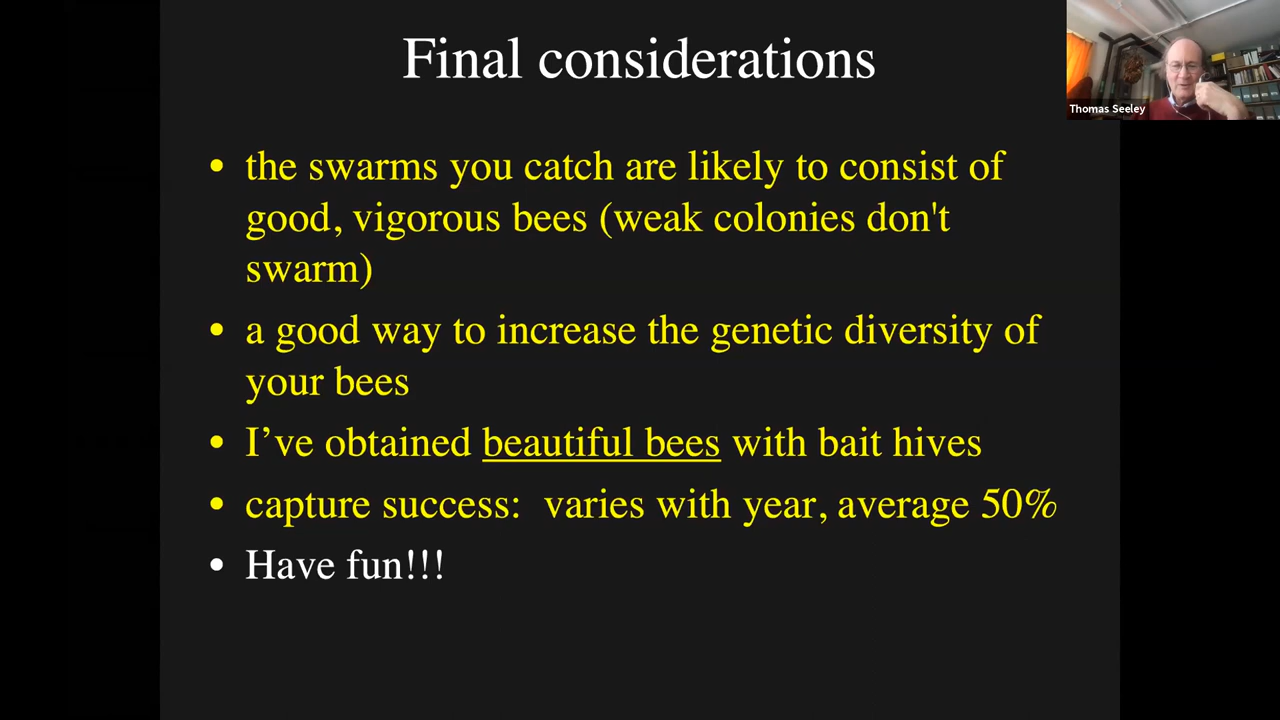 Final considerations
Thomas Seeley
• the swarms you catch are likely to consist of
good, vigorous bees (weak colonies don't
swarm)
• a good way to increase the genetic diversity of
your bees
• I’ve obtained beautiful bees with bait hives
• capture success:  varies with year, average 50%
• Have fun!!!